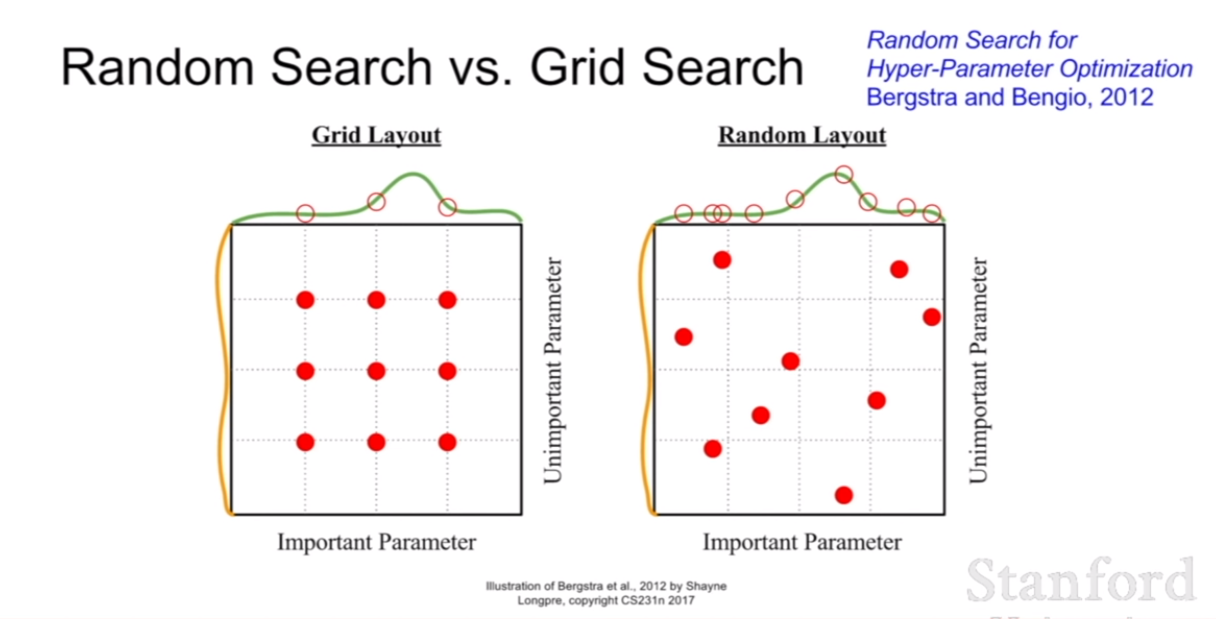 Random Search vs. Grid Search
Random Search for
Hyper-Parameter Optimization
Bergstra and Bengio, 2012
Grid Layout
Random Layout
Unimportant Parameter
Unimportant Parameter
Important Parameter
Important Parameter
Illustration of Bergstra et al., 2012 by Shayne
Longpre, copyright CS231n 2017
Stanford